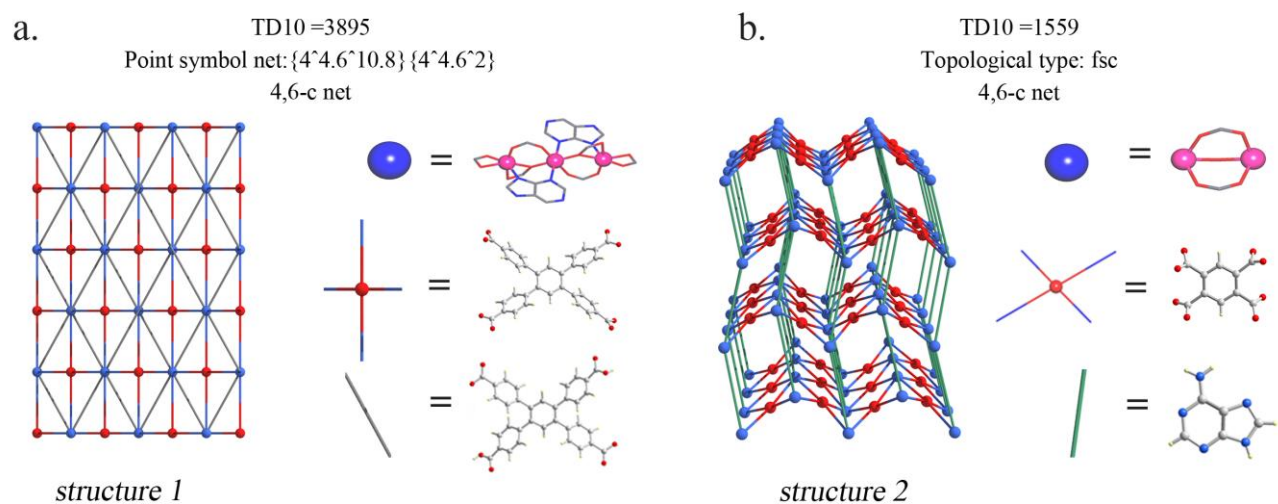 a.
TD10 =3895
Point symbol net:{4^4.6^10.8}{4^4.6^2}
4,6-c net
=
=
=
structure 1
b.
TD10 =1559
Topological type: fsc
4,6-c net
=
=
=
structure 2